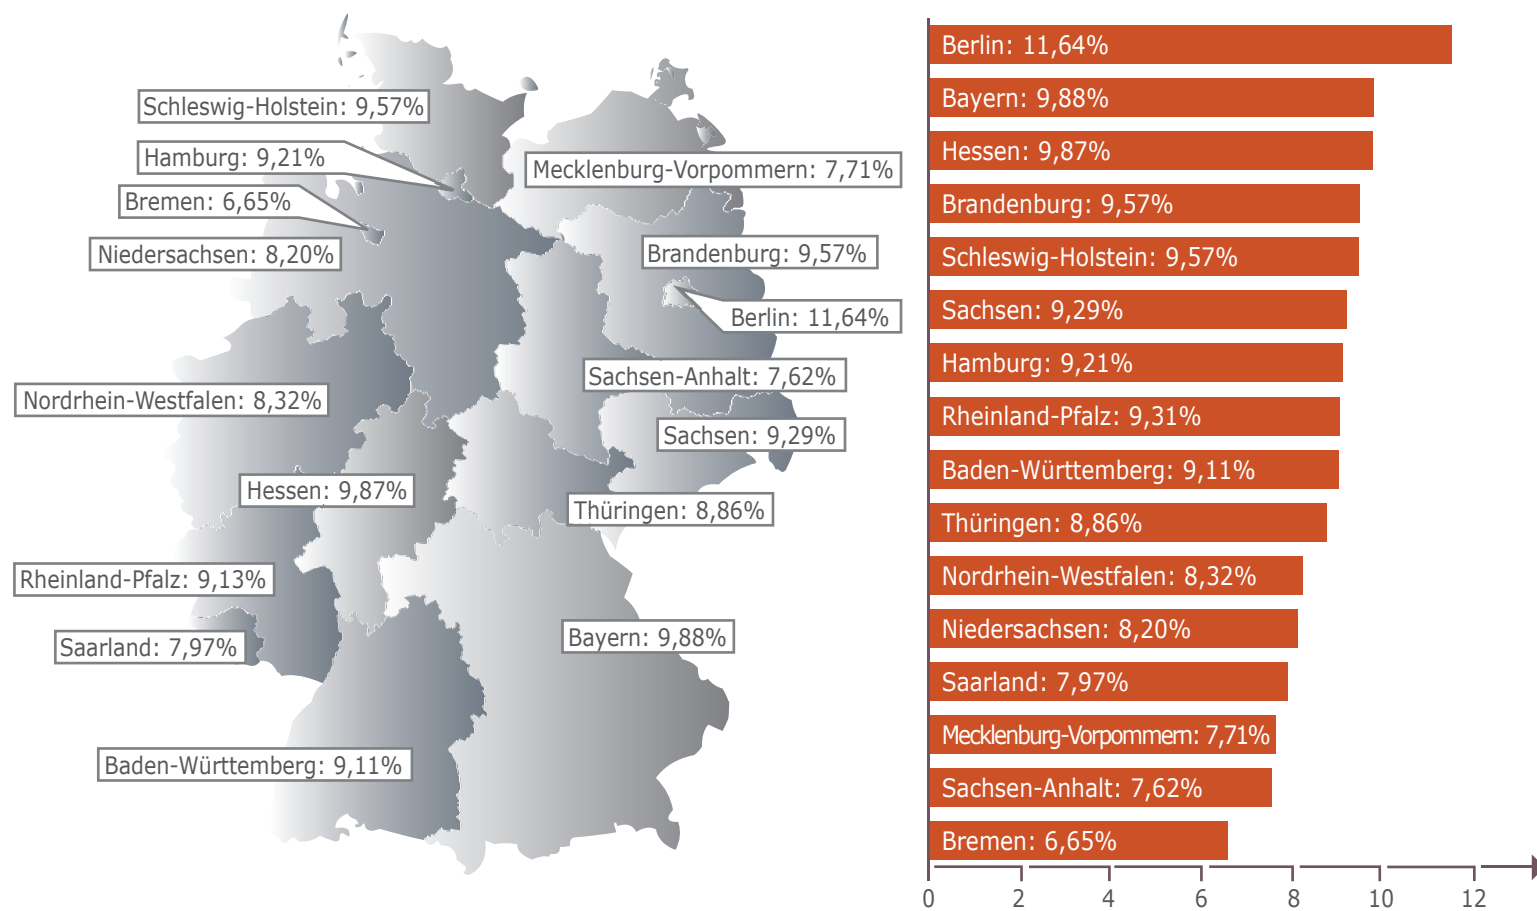 Schleswig-Holstein: 9,57%
Hamburg: 9,21%
Mecklenburg-Vorpommern: 7,71%
Bremen: 6,65%
Niedersachsen: 8,20%
Brandenburg: 9,57%
Berlin: 11,64%
Sachsen-Anhalt: 7,62%
Nordrhein-Westfalen: 8,32%
Sachsen: 9,29%
Hessen: 9,87%
Thüringen: 8,86%
Rheinland-Pfalz: 9,13%
Saarland: 7,97%
Bayern: 9,88%
Baden-Württemberg: 9,11%
Berlin: 11,64%
Bayern: 9,88%
Hessen: 9,87%
Brandenburg: 9,57%
Schleswig-Holstein: 9,57%
Sachsen: 9,29%
Hamburg: 9,21%
Rheinland-Pfalz: 9,31%
Baden-Württemberg: 9,11%
Thüringen: 8,86%
Nordrhein-Westfalen: 8,32%
Niedersachsen: 8,20%
Saarland: 7,97%
Mecklenburg-Vorpommern: 7,71%
Sachsen-Anhalt: 7,62%
Bremen: 6,65%
0 2 4 6 8 10 12